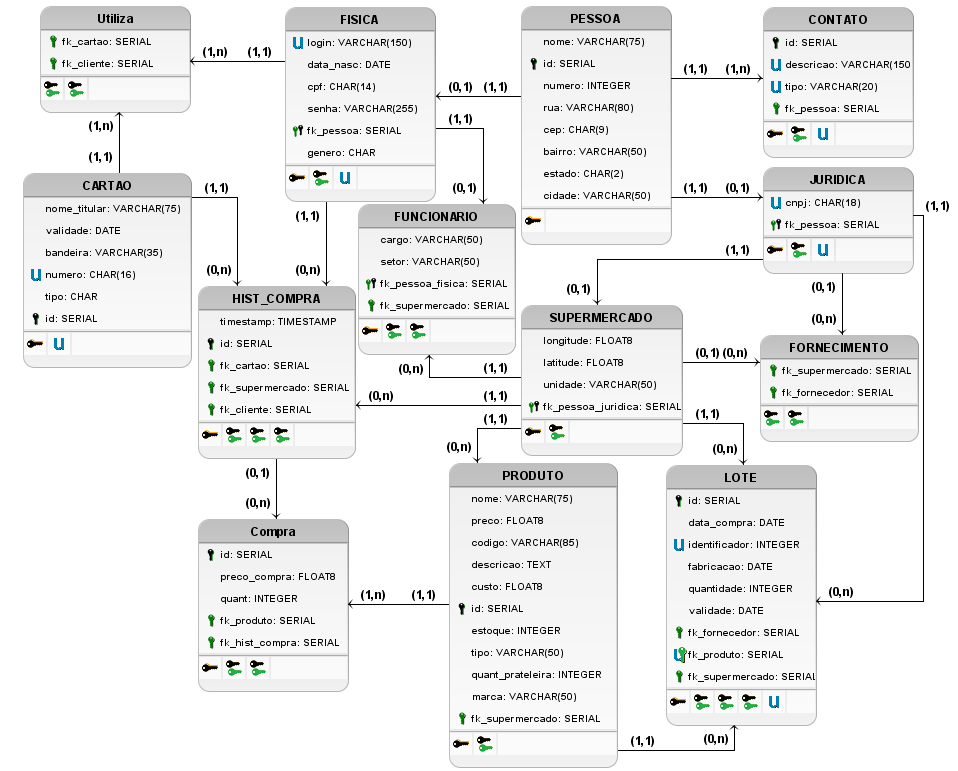 Utiliza
fk_cartao: SERIAL
fk_cliente: SERIAL
(1,n)
(1,1)
FISICA
login: VARCHAR(150)
data_nasc: DATE
cpf: CHAR(14)
senha: VARCHAR(255)
fk_pessoa: SERIAL
genero: CHAR
(0,1)
(1,1)
PESSOA
nome: VARCHAR(75)
id: SERIAL
numero: INTEGER
rua: VARCHAR(80)
cep: CHAR(9)
bairro: VARCHAR(50)
estado: CHAR(2)
cidade: VARCHAR(50)
(1,1)
(1,n)
CONTATO
id: SERIAL
descricao: VARCHAR(150
tipo: VARCHAR(20)
fk_pessoa: SERIAL
(1,n)
(1,1)
CARTAO
nome_titular: VARCHAR(75)
validade: DATE
bandeira: VARCHAR(35)
numero: CHAR(16)
tipo: CHAR
id: SERIAL
(1,1)
(0,n)
(1,1)
(0,n)
(1,1)
(0,1)
FUNCIONARIO
cargo: VARCHAR(50)
setor: VARCHAR(50)
fk_pessoa_fisica: SERIAL
fk_supermercado: SERIAL
(1,1)
(0,1)
JURIDICA
cnpj: CHAR(18)
fk_pessoa: SERIAL
(1,1)
(1,1)
(0,1)
(0,1)
(0,n)
HIST_COMPRA
timestamp: TIMESTAMP
id: SERIAL
fk_cartao: SERIAL
fk_supermercado: SERIAL
fk_cliente: SERIAL
SUPERMERCADO
longitude: FLOAT8
latitude: FLOAT8
unidade: VARCHAR(50)
fk_pessoa_juridica: SERIAL
(0,1)
(0,n)
FORNECIMENTO
fk_supermercado: SERIAL
fk_fornecedor: SERIAL
(0,n)
(1,1)
(0,n)
(1,1)
(1,1)
(0,n)
(1,1)
(0,n)
(0,1)
(0,n)
Compra
id: SERIAL
preco_compra: FLOAT8
quant: INTEGER
fk_produto: SERIAL
fk_hist_compra: SERIAL
(1,n)
(1,1)
PRODUTO
nome: VARCHAR(75)
preco: FLOAT8
codigo: VARCHAR(85)
descricao: TEXT
custo: FLOAT8
id: SERIAL
estoque: INTEGER
tipo: VARCHAR(50)
quant_prateleira: INTEGER
marca: VARCHAR(50)
fk_supermercado: SERIAL
LOTE
id: SERIAL
data_compra: DATE
identificador: INTEGER
fabricacao: DATE
quantidade: INTEGER
validade: DATE
fk_fornecedor: SERIAL
fk_produto: SERIAL
fk_supermercado: SERIAL
(0,n)
(1,1)
(0,n)